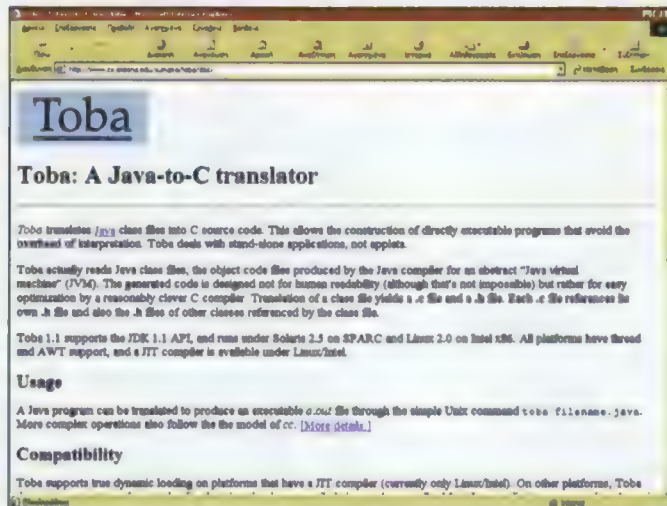 Toba
Toba: A Java-to-C translator
Toba translates Java class files into C source code. This allows the construction of directly executable programs that avoid the
overhead of interpretation. Toba deals with stand-alone applications, not applets.
Toba actually reads Java class files, the object code files produced by the Java compiler for an abstract "Java virtual
machine" (JVM). The generated code is designed not for human readability (although that's not impossible) but rather for easy
optimization by a reasonably clever C compiler. Translation of a class file yields a .c file and a .h file. Each .c file references its
own .h file and also the .h files of other classes referenced by the class file.
Toba 1.1 supports the JDK 1.1 API, and runs under Solaris 2.5 on SPARC and Linux 2.0 on Intel x86. All platforms have thread
and AWT support, and a JIT compiler is available under Linux/Intel.
Usage
A Java program can be translated to produce an executable a.out file through the simple Unix command toba filename.java.
More complex operations also follow the the model of cc. [More details.]
Compatibility
Toba supports true dynamic loading on platforms that have a JIT compiler (currently only Linux/Intel). On other platforms, Toba